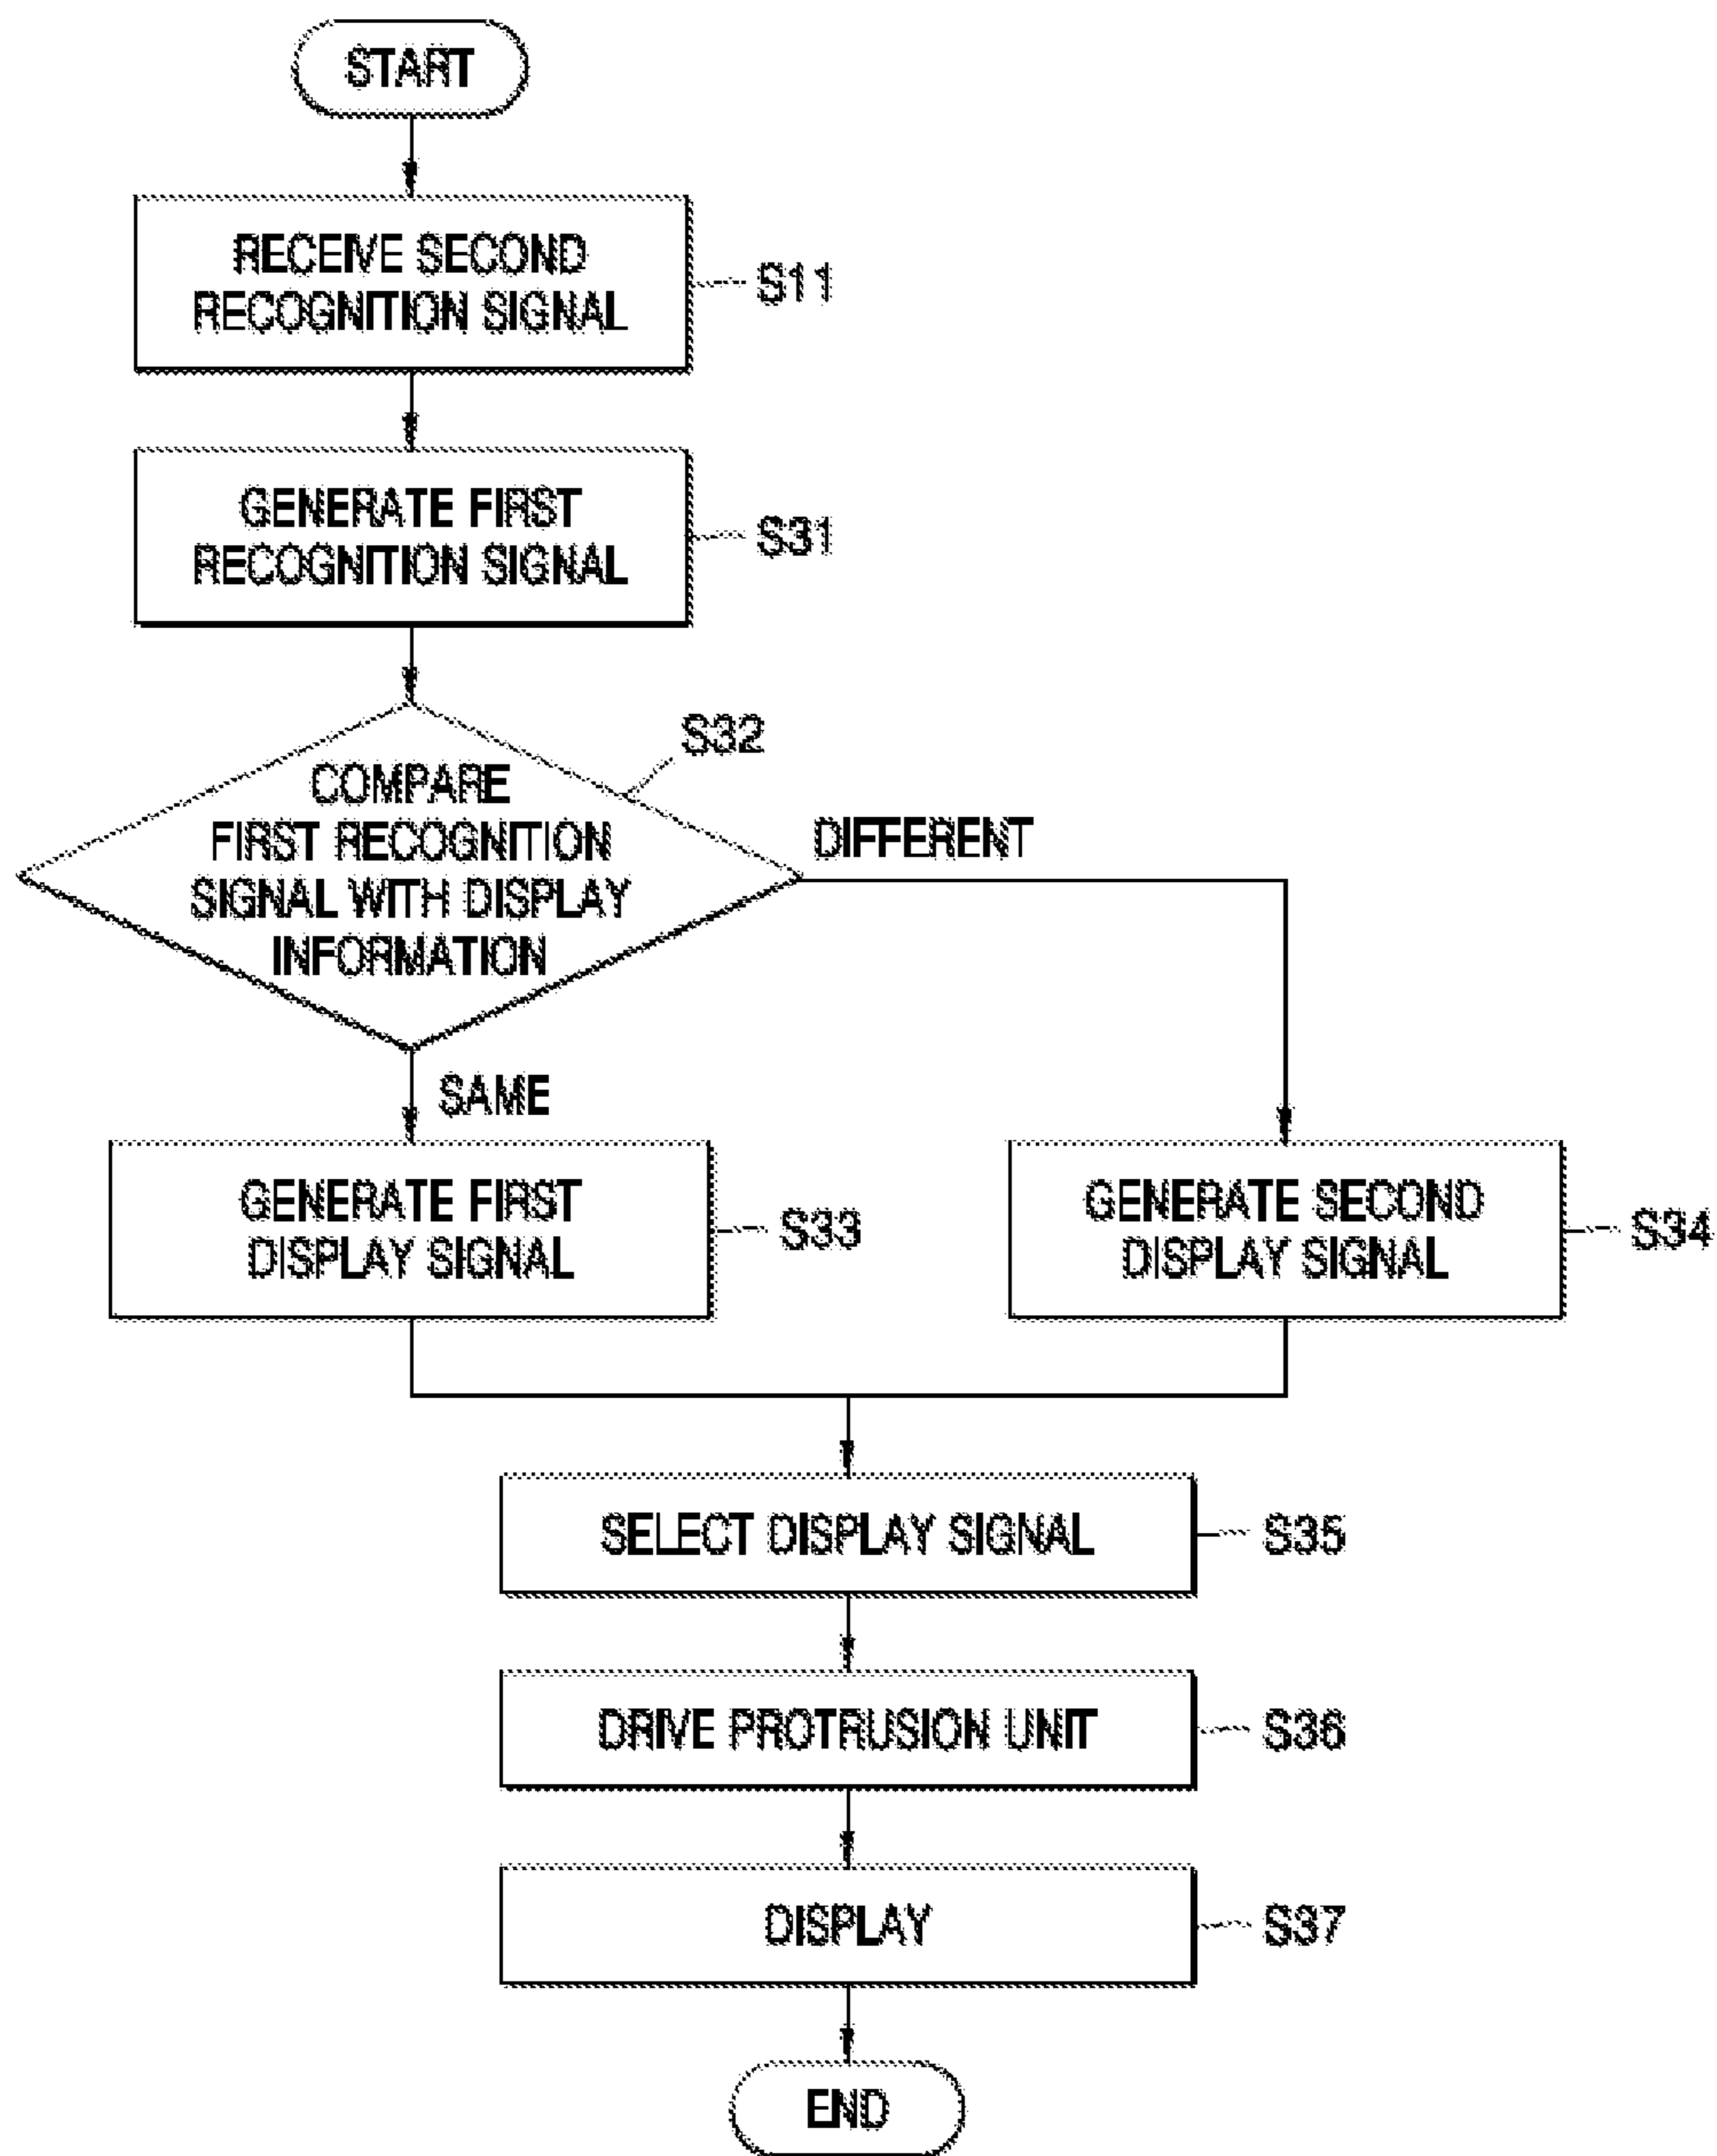 START
RECEIVE SECOND
RECOGNITION SIGNAL
S11
GENERATE FIRST
RECOGNITION SIGNAL
S31
S32
COMPARE
FIRST RECOGNITION
SIGNAL WITH DISPLAY
INFORMATION
DIFFERENT
SAME
GENERATE FIRST
DISPLAY SIGNAL
S33
GENERATE SECOND
DISPLAY SIGNAL
S34
SELECT DISPLAY SIGNAL
S35
DRIVE PROTRUSION UNIT
S36
DISPLAY
S37
END